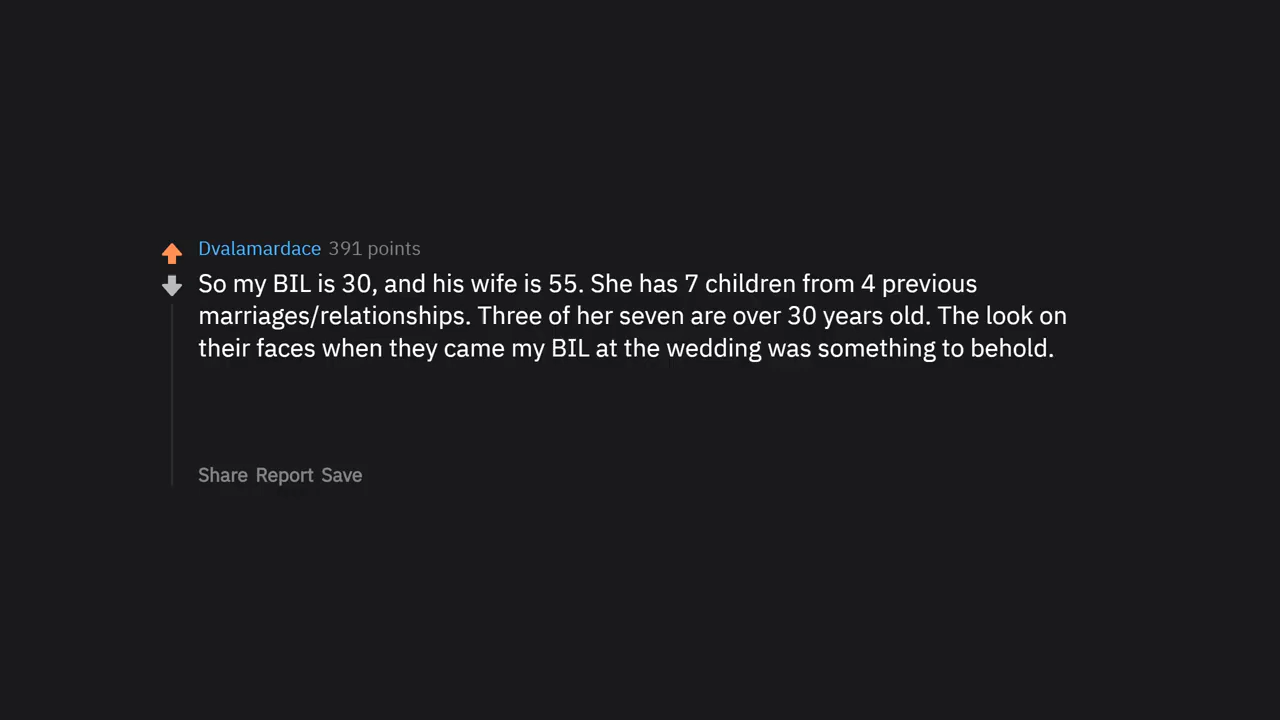 Dvalamardace 391 points
So my BIL is 30, and his wife is 55. She has 7 children from 4 previous
marriages/relationships. Three of her seven are over 30 years old. The look on
their faces when they came my BIL at the wedding was something to behold.
Share Report Save